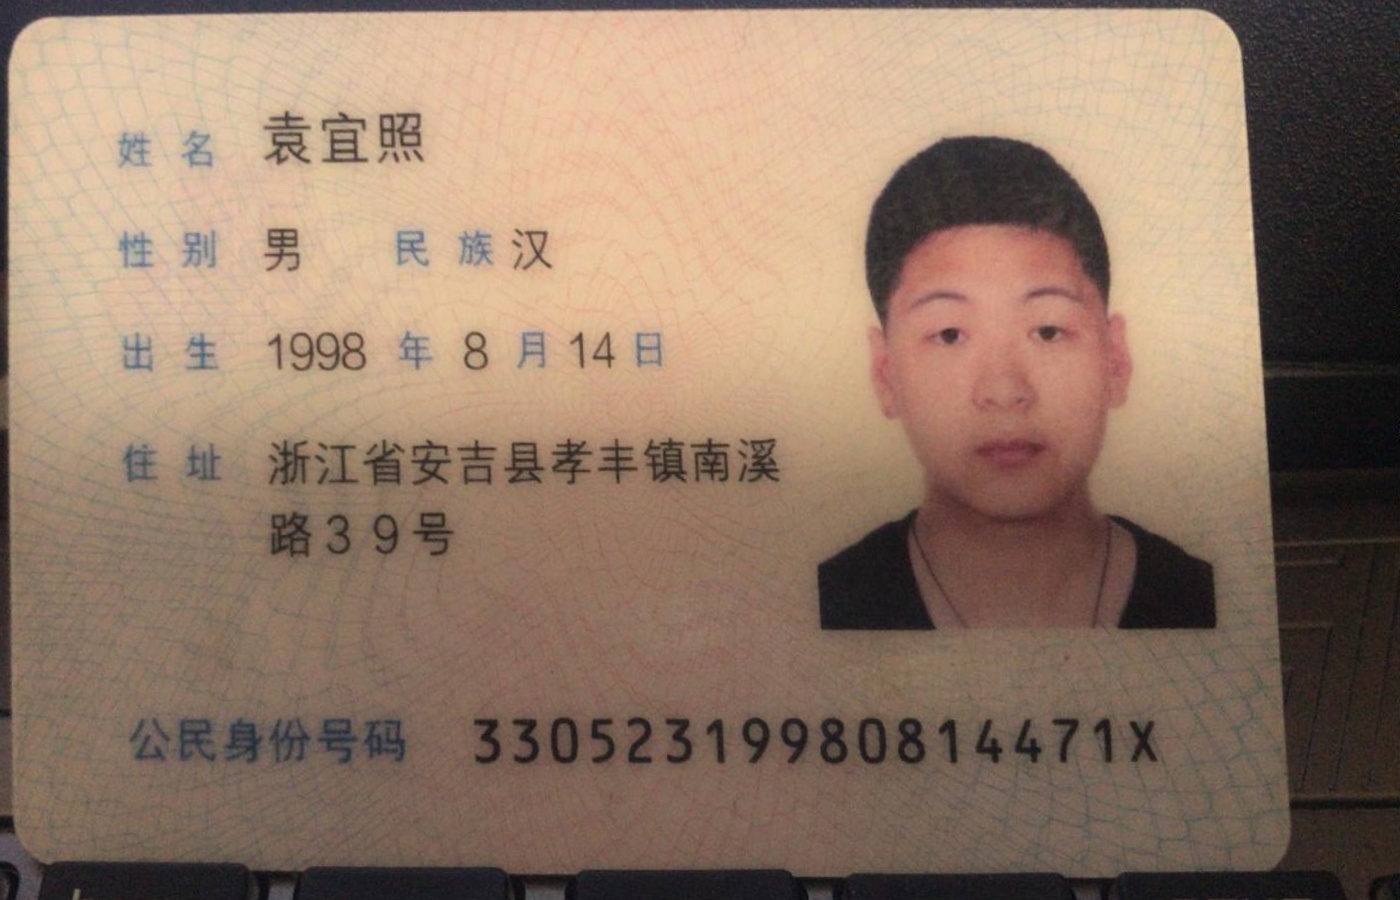 姓名 袁宜照
性别 男 民族 汉
出生 1998 年 8 月 14 日
住址 浙江省安吉县孝丰镇南溪
路39号
公民身份号码 33052319980814471X